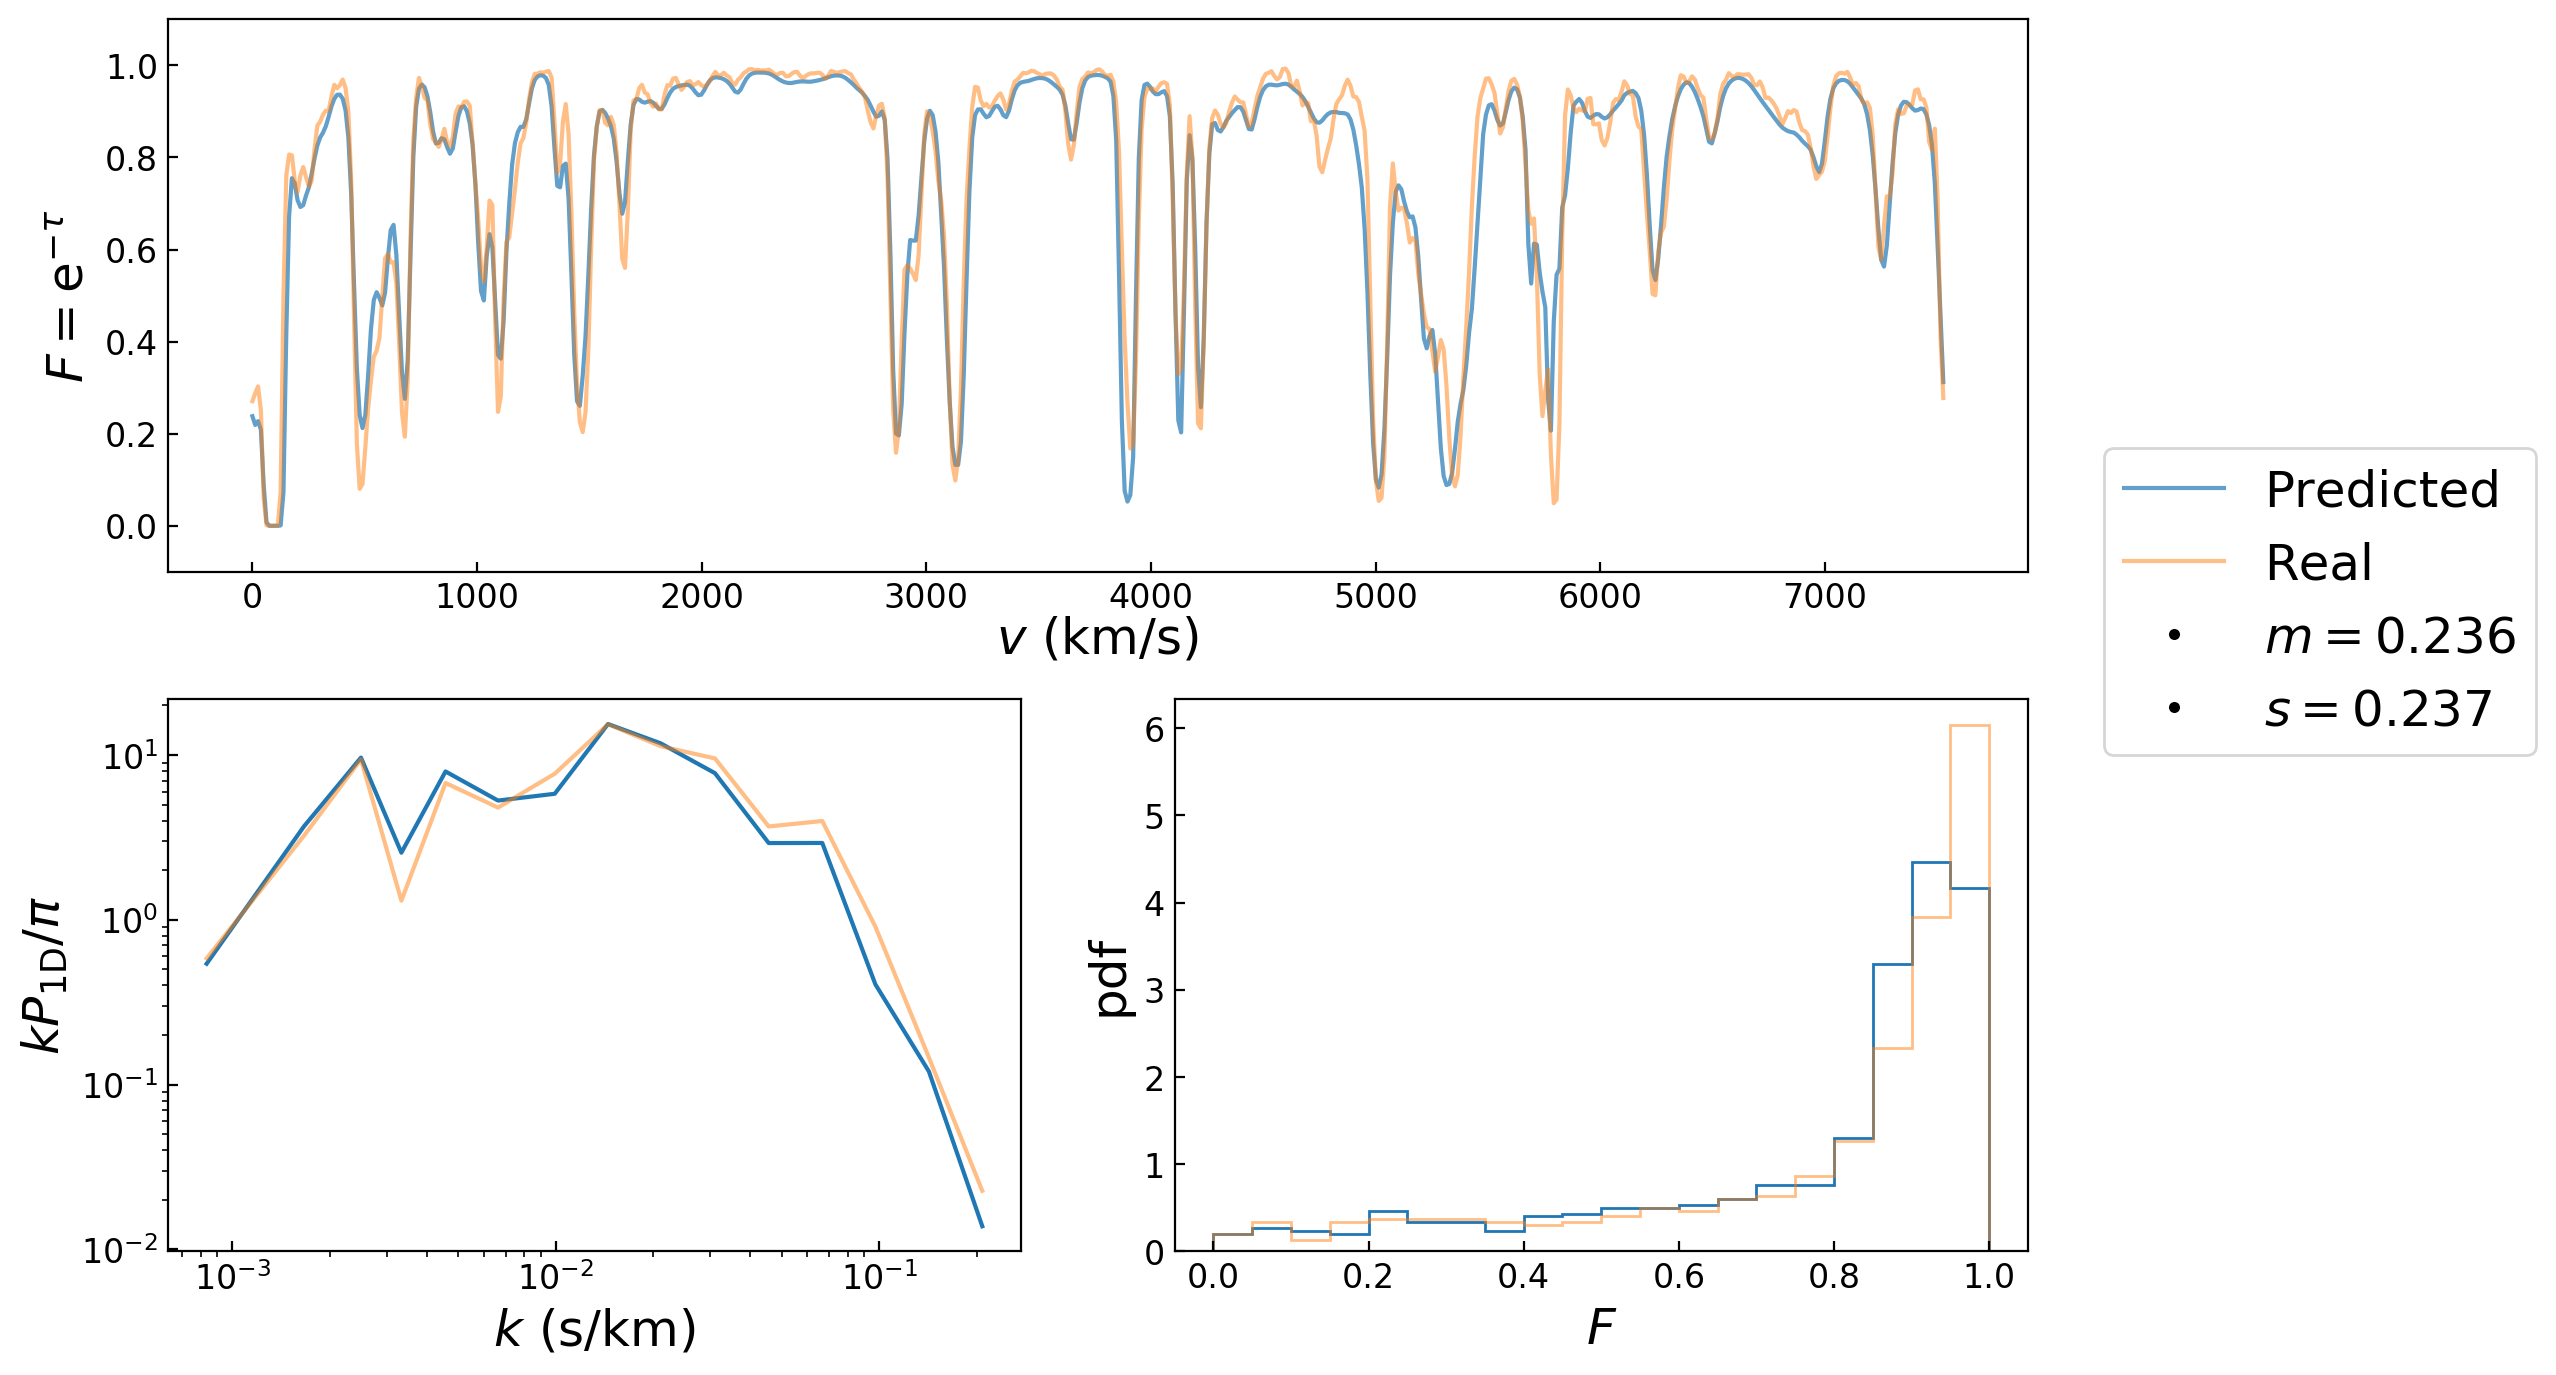 F = e^{−τ}
1.0
0.8
0.6
0.4
0.2
0.0
0 1000 2000 3000 4000 5000 6000 7000
v (km/s)
Predicted
Real
m = 0.236
s = 0.237
kP_{1D}/π
10^1
10^0
10^{−1}
10^{−2}
10^{−3} 10^{−2} 10^{−1}
k (s/km)
pdf
6
5
4
3
2
1
0
0.0 0.2 0.4 0.6 0.8 1.0
F